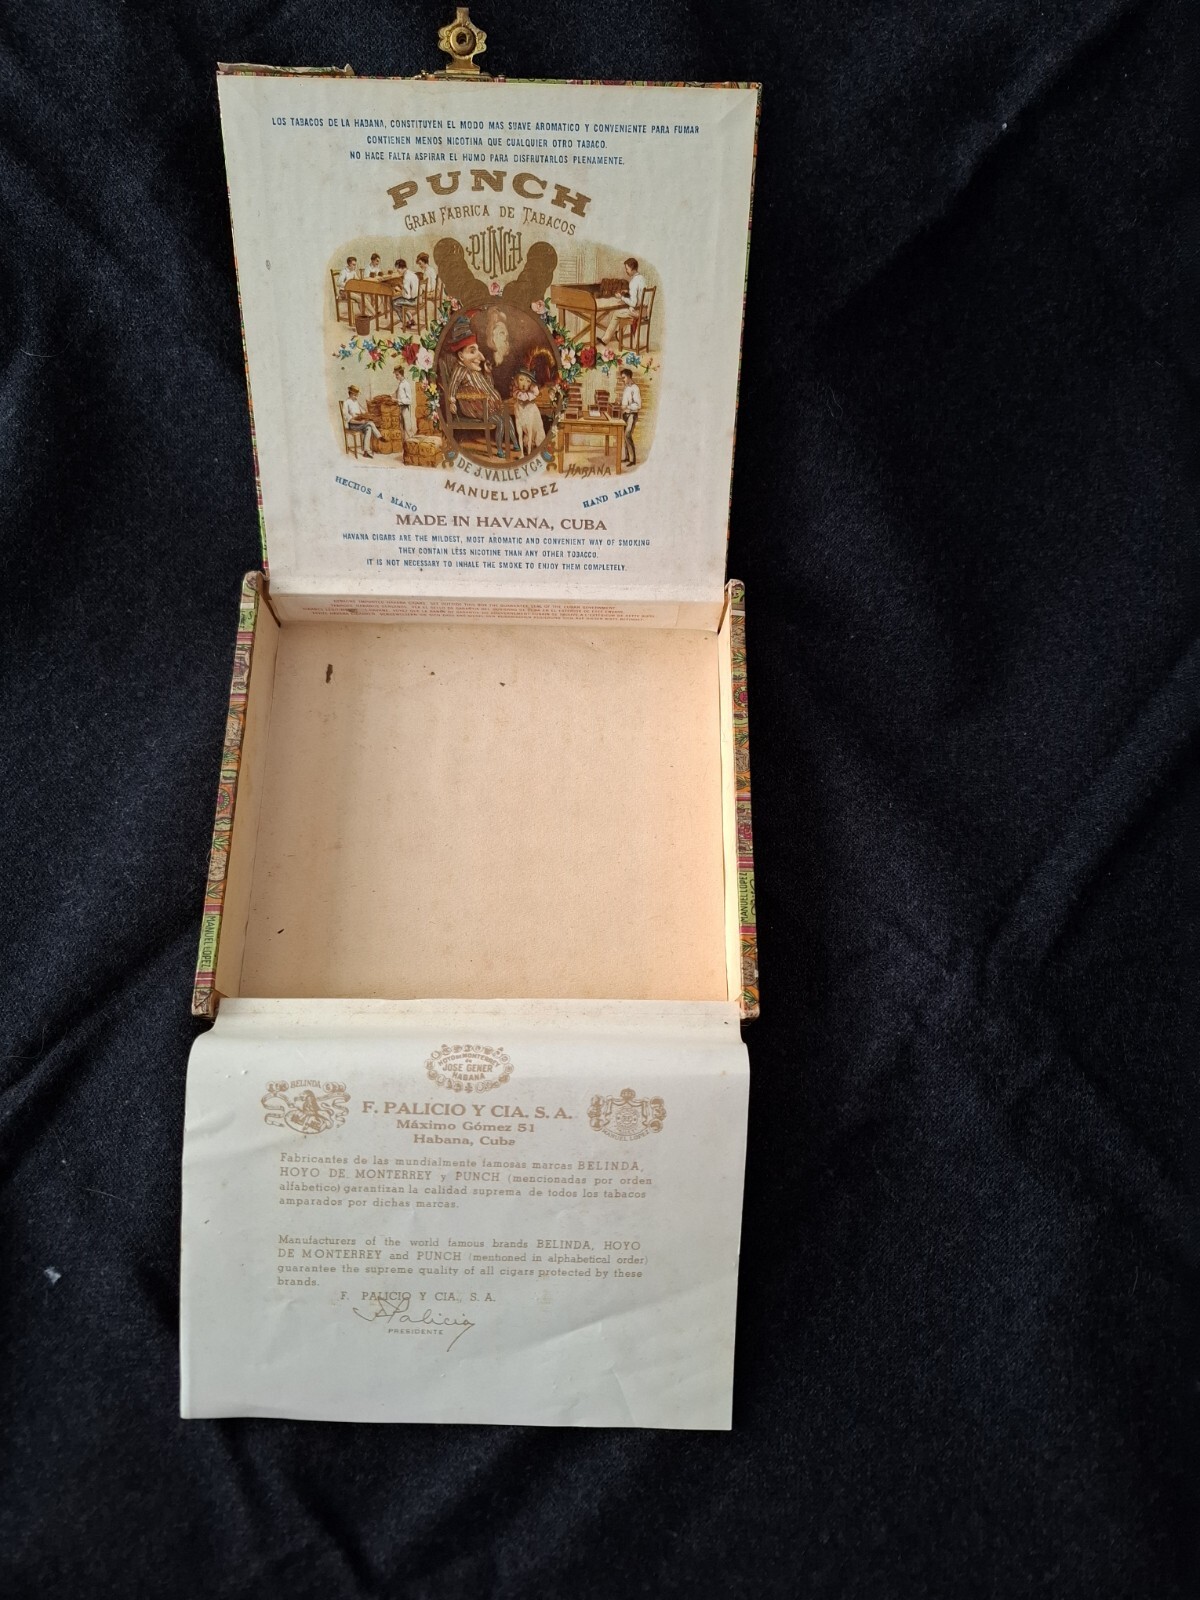 LOS TABACOS DE LA HABANA, CONSTITUYEN EL MODO MAS SUAVE AROMATICO Y CONVENIENTE PARA FUMAR
CONTIENEN MENOS NICOTINA QUE CUALQUIER OTRO TABACO.
NO HACE FALTA ASPIRAR EL HUMO PARA DISFRUTARLOS PLENAMENTE.
PUNCH
GRAN FABRICA DE TABACOS
PUNCH
DE J. VALLE Y Cª
HABANA
MANUEL LOPEZ
HECHOS A MANO
HAND MADE
MADE IN HAVANA, CUBA
HAVANA CIGARS ARE THE MILDEST, MOST AROMATIC AND CONVENIENT WAY OF SMOKING
THEY CONTAIN LESS NICOTINE THAN ANY OTHER TOBACCO.
IT IS NOT NECESSARY TO INHALE THE SMOKE TO ENJOY THEM COMPLETELY.
MANUEL LOPEZ
MANUEL LOPEZ
HOYO DE MONTERREY
de
JOSE GENER
HABANA
BELINDA
MANUEL LOPEZ
F. PALICIO Y CIA. S. A.
Máximo Gómez 51
Habana, Cuba
Fabricantes de las mundialmente famosas marcas BELINDA,
HOYO DE MONTERREY y PUNCH (mencionadas por orden
alfabetico) garantizan la calidad suprema de todos los tabacos
amparados por dichas marcas.
Manufacturers of the world famous brands BELINDA, HOYO
DE MONTERREY and PUNCH (mentioned in alphabetical order)
guarantee the supreme quality of all cigars protected by these
brands.
F. PALICIO Y CIA., S. A.
Palicio
PRESIDENTE